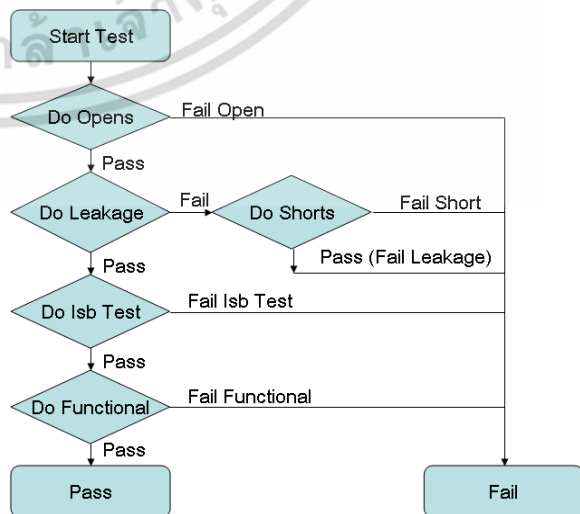 Start Test
Do Opens
Fail Open
Pass
Do Leakage
Fail
Do Shorts
Fail Short
Pass
Pass (Fail Leakage)
Do Isb Test
Fail Isb Test
Pass
Do Functional
Fail Functional
Pass
Pass
Fail